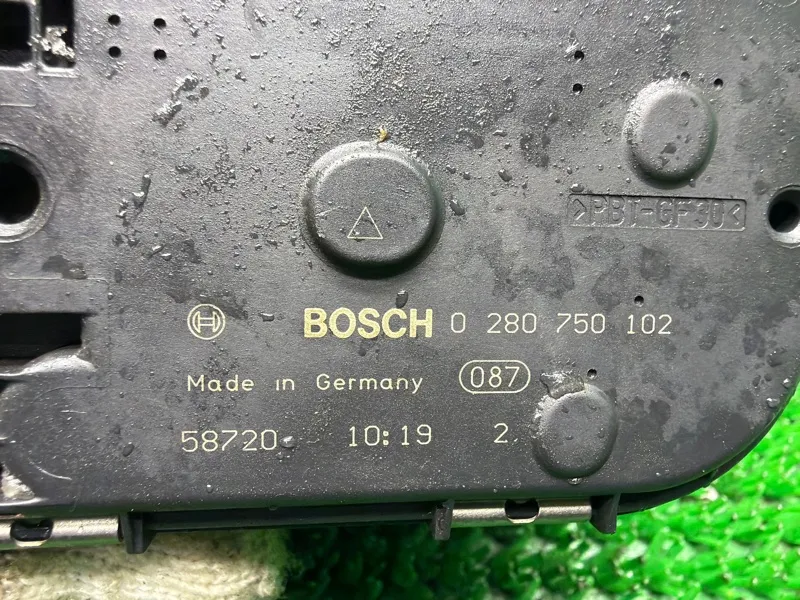 >PBT-GF30<
BOSCH 0 280 750 102
Made in Germany 087
58720 10:19 2